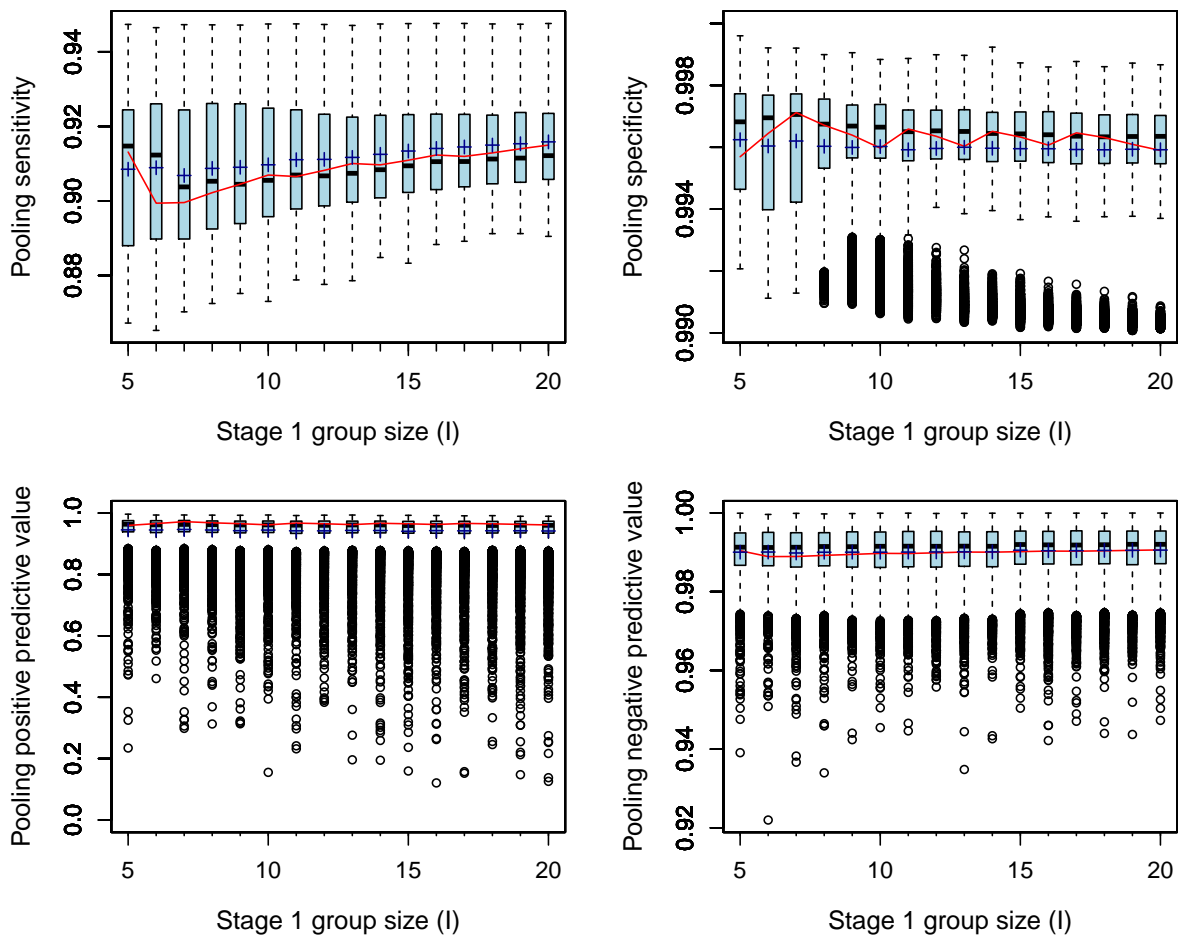 Pooling sensitivity
0.94
0.92
0.90
0.88
5 10 15 20
Stage 1 group size (I)
Pooling specificity
0.998
0.994
0.990
5 10 15 20
Stage 1 group size (I)
Pooling positive predictive value
1.0
0.8
0.6
0.4
0.2
0.0
5 10 15 20
Stage 1 group size (I)
Pooling negative predictive value
1.00
0.98
0.96
0.94
0.92
5 10 15 20
Stage 1 group size (I)